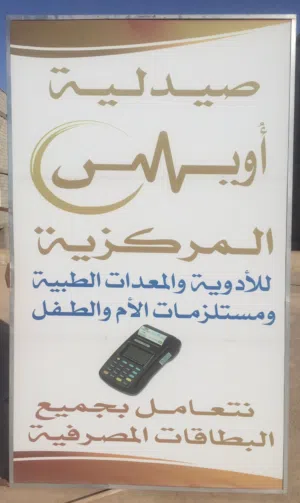 صيدلية
أويس
المركزية
للأدوية والمعدات الطبية
ومستلزمات الأم والطفل
نتعامل بجميع
البطاقات المصرفية